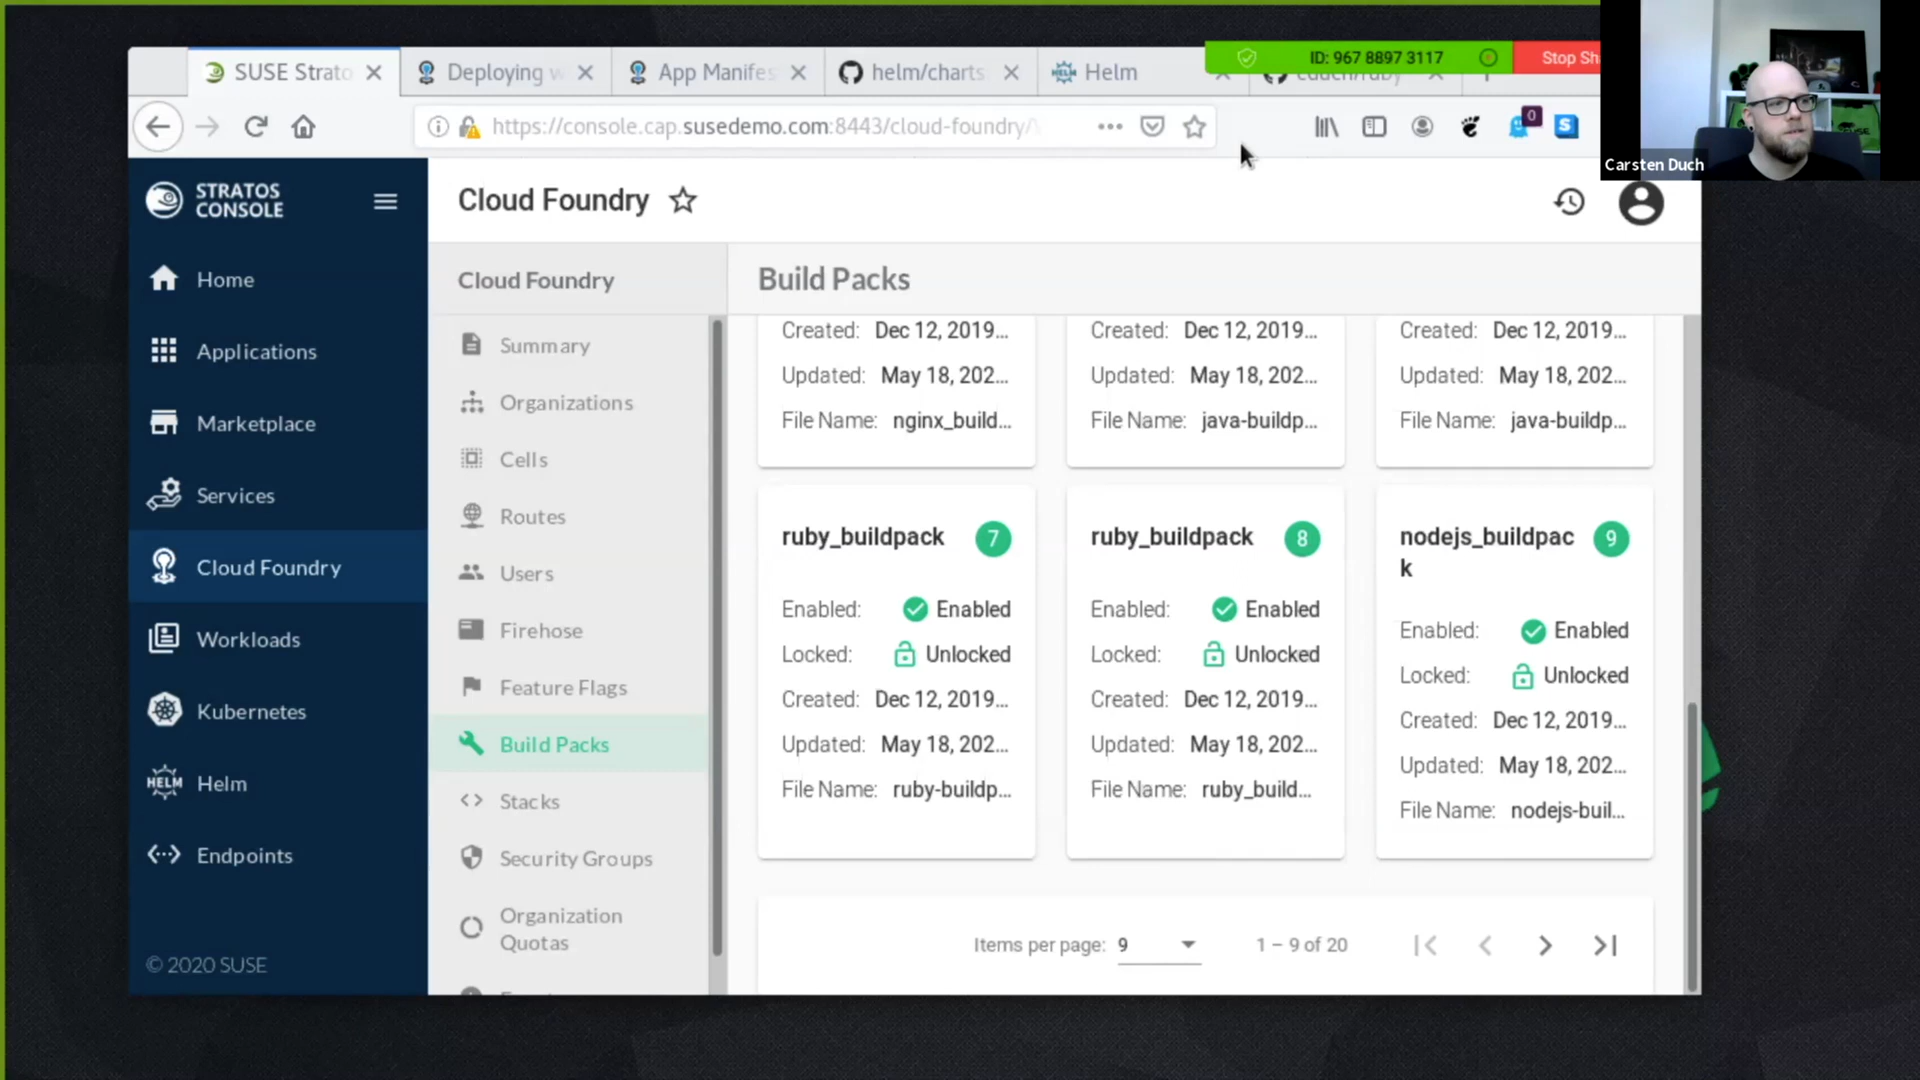 SUSE Strato
Deploying w
App Manifes
helm/charts
Helm
ID: 967 8897 3117
Stop Sh
https://console.cap.susedemo.com:8443/cloud-foundry/
0
Carsten Duch
STRATOS
CONSOLE
Home
Applications
Marketplace
Services
Cloud Foundry
Workloads
Kubernetes
HELM
Helm
Endpoints
© 2020 SUSE
Cloud Foundry
Cloud Foundry
Summary
Organizations
Cells
Routes
Users
Firehose
Feature Flags
Build Packs
Stacks
Security Groups
Organization
Quotas
Build Packs
Created: Dec 12, 2019...
Updated: May 18, 202...
File Name: nginx_build...
Created: Dec 12, 2019...
Updated: May 18, 202...
File Name: java-buildp...
Created: Dec 12, 2019...
Updated: May 18, 202...
File Name: java-buildp...
ruby_buildpack 7
Enabled: Enabled
Locked: Unlocked
Created: Dec 12, 2019...
Updated: May 18, 202...
File Name: ruby-buildp...
ruby_buildpack 8
Enabled: Enabled
Locked: Unlocked
Created: Dec 12, 2019...
Updated: May 18, 202...
File Name: ruby_build...
nodejs_buildpac 9
k
Enabled: Enabled
Locked: Unlocked
Created: Dec 12, 2019...
Updated: May 18, 202...
File Name: nodejs-buil...
Items per page: 9
1 – 9 of 20